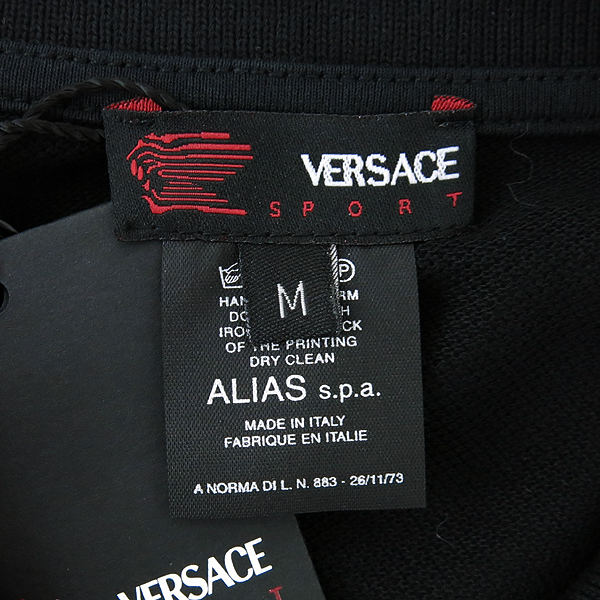 VERSACE
SPORT
M
OF THE PRINTING
DRY CLEAN
ALIAS s.p.a.
MADE IN ITALY
FABRIQUE EN ITALIE
A NORMA DI L. N. 883 - 26/11/73
VERSACE